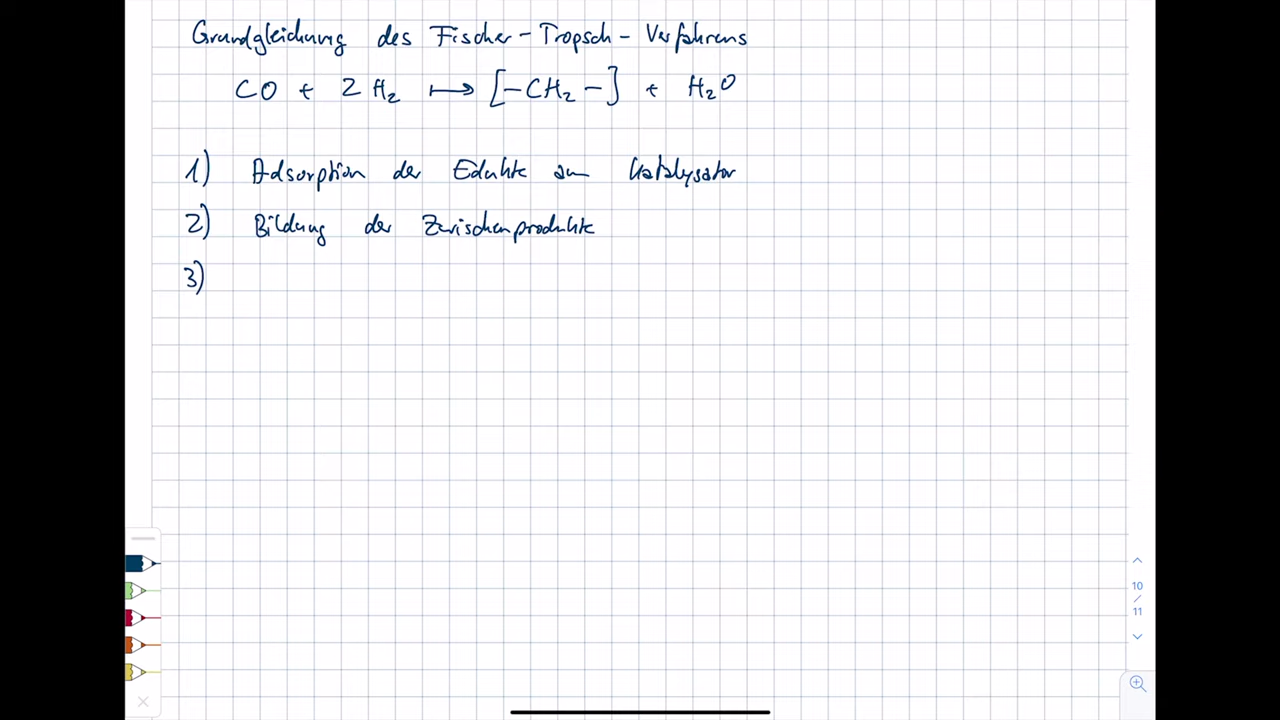 Grundgleichung des Fischer-Tropsch-Verfahrens
CO + 2 H₂ ⟼ [-CH₂-] + H₂O
1) Adsorption der Edukte am Katalysator
2) Bildung der Zwischenprodukte
3)
10
/
11